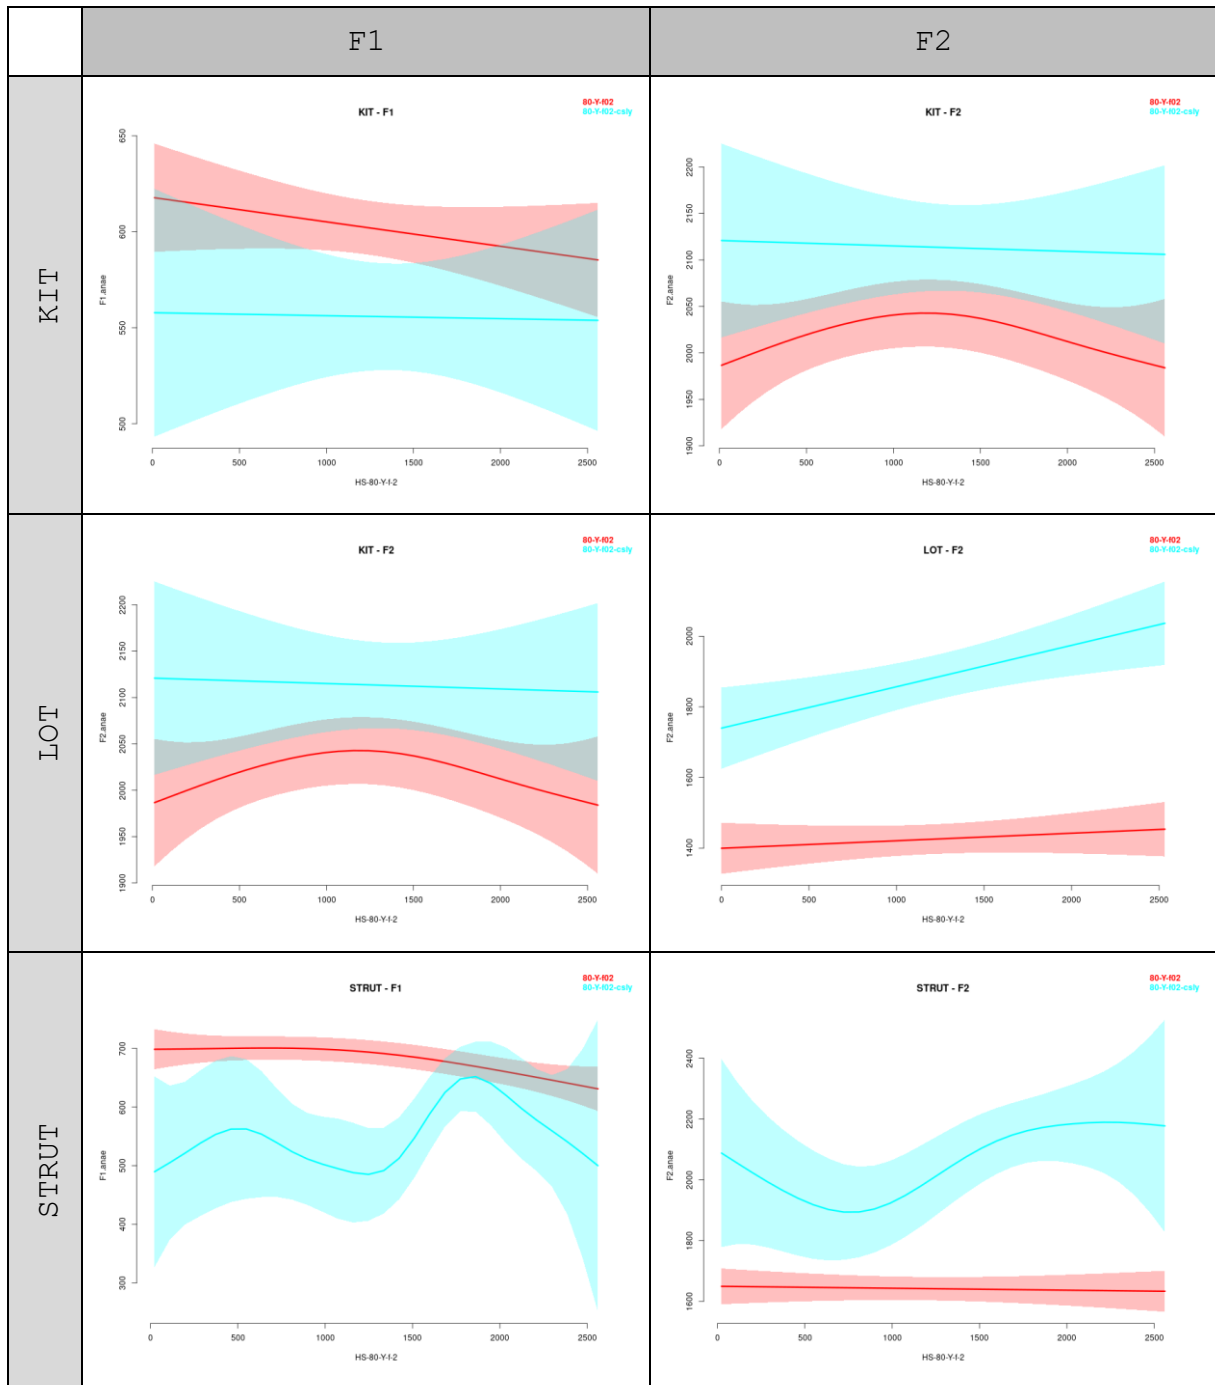 F1
F2
KIT
KIT - F1
80-Y-f02
80-Y-f02-csly
650
600
550
500
F1.anae
0 500 1000 1500 2000 2500
HS-80-Y-f-2
KIT - F2
80-Y-f02
80-Y-f02-csly
2200
2150
2100
2050
2000
1950
1900
F2.anae
0 500 1000 1500 2000 2500
HS-80-Y-f-2
LOT
KIT - F2
80-Y-f02
80-Y-f02-csly
2200
2150
2100
2050
2000
1950
1900
F2.anae
0 500 1000 1500 2000 2500
HS-80-Y-f-2
LOT - F2
80-Y-f02
80-Y-f02-csly
2000
1800
1600
1400
F2.anae
0 500 1000 1500 2000 2500
HS-80-Y-f-2
STRUT
STRUT - F1
80-Y-f02
80-Y-f02-csly
700
600
500
400
300
F1.anae
0 500 1000 1500 2000 2500
HS-80-Y-f-2
STRUT - F2
80-Y-f02
80-Y-f02-csly
2400
2200
2000
1800
1600
F2.anae
0 500 1000 1500 2000 2500
HS-80-Y-f-2